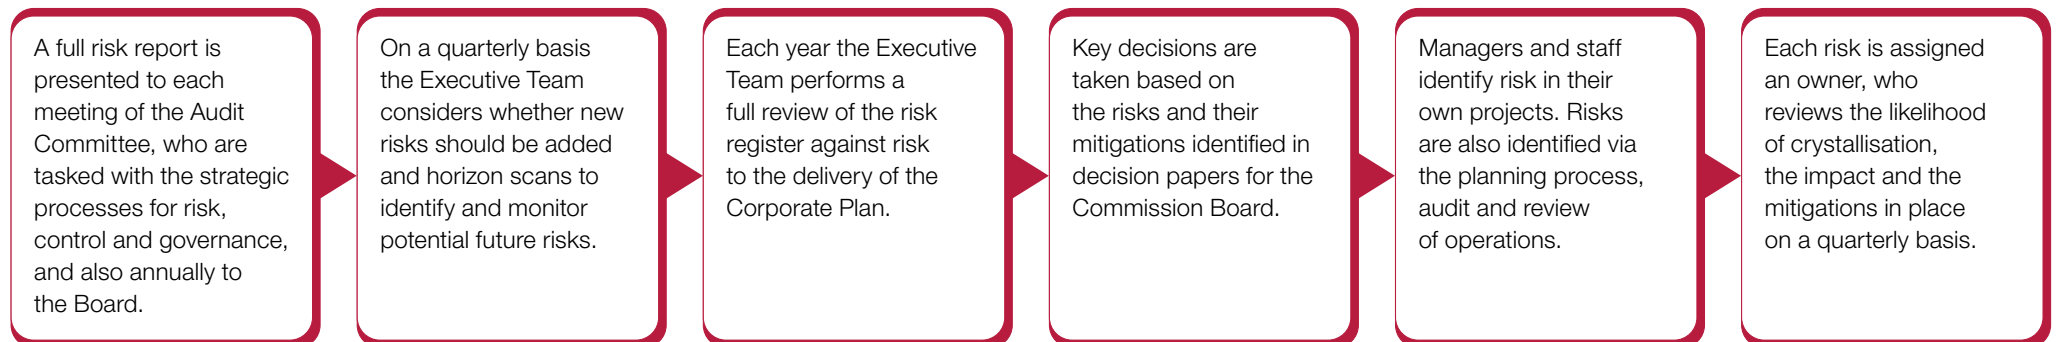 A full risk report is
presented to each
meeting of the Audit
Committee, who are
tasked with the strategic
processes for risk,
control and governance,
and also annually to
the Board.
On a quarterly basis
the Executive Team
considers whether new
risks should be added
and horizon scans to
identify and monitor
potential future risks.
Each year the Executive
Team performs a
full review of the risk
register against risk
to the delivery of the
Corporate Plan.
Key decisions are
taken based on
the risks and their
mitigations identified in
decision papers for the
Commission Board.
Managers and staff
identify risk in their
own projects. Risks
are also identified via
the planning process,
audit and review
of operations.
Each risk is assigned
an owner, who
reviews the likelihood
of crystallisation,
the impact and the
mitigations in place
on a quarterly basis.